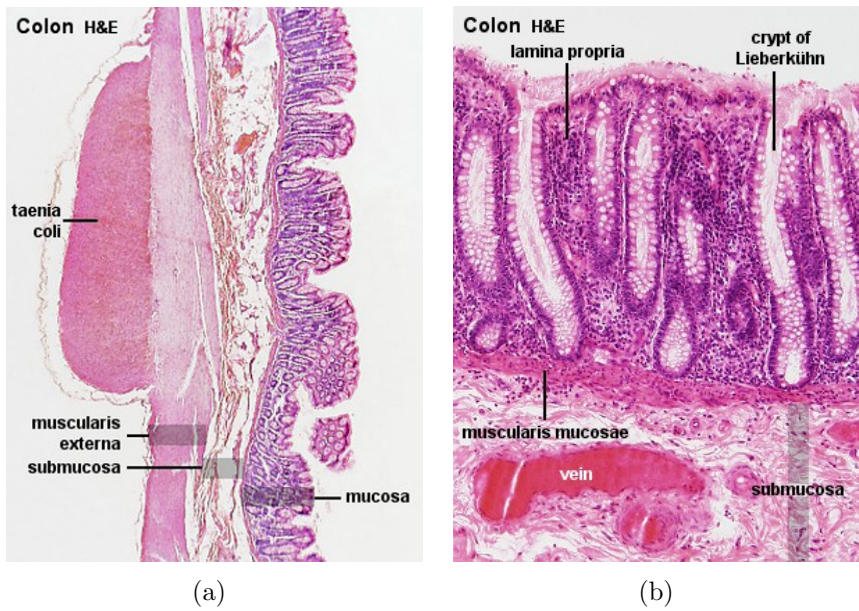 Colon H&E
taenia
coli
muscularis
externa
submucosa
mucosa
(a)
Colon H&E
lamina propria
crypt of
Lieberkühn
muscularis mucosae
vein
submucosa
(b)